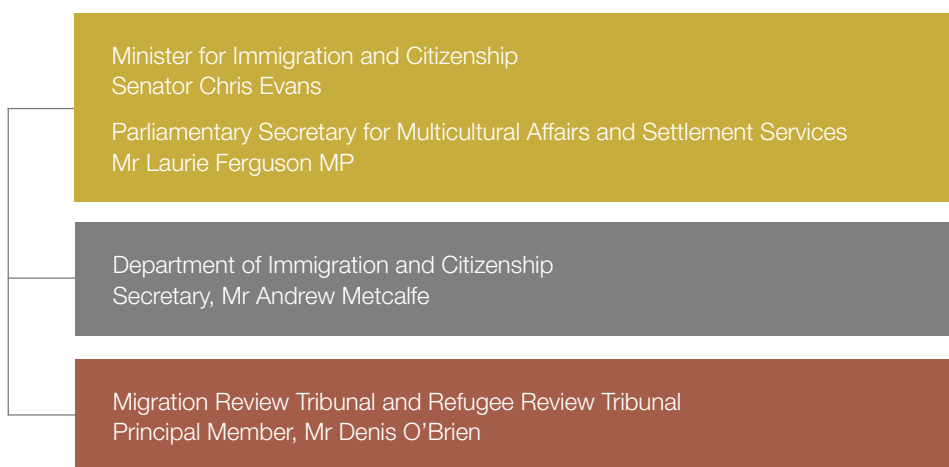 Minister for Immigration and Citizenship
Senator Chris Evans
Parliamentary Secretary for Multicultural Affairs and Settlement Services
Mr Laurie Ferguson MP
Department of Immigration and Citizenship
Secretary, Mr Andrew Metcalfe
Migration Review Tribunal and Refugee Review Tribunal
Principal Member, Mr Denis O’Brien